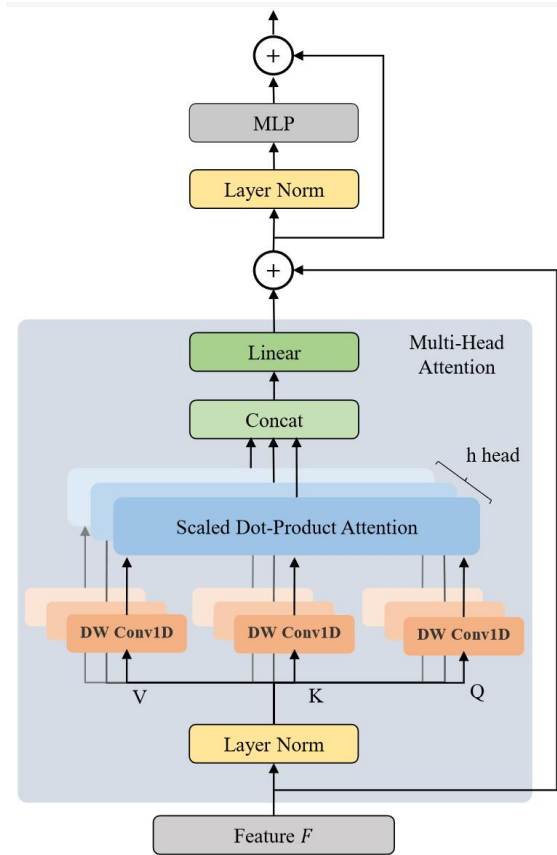 +
MLP
Layer Norm
+
Multi-Head
Attention
Linear
Concat
h head
Scaled Dot-Product Attention
DW Conv1D
DW Conv1D
DW Conv1D
V
K
Q
Layer Norm
Feature F